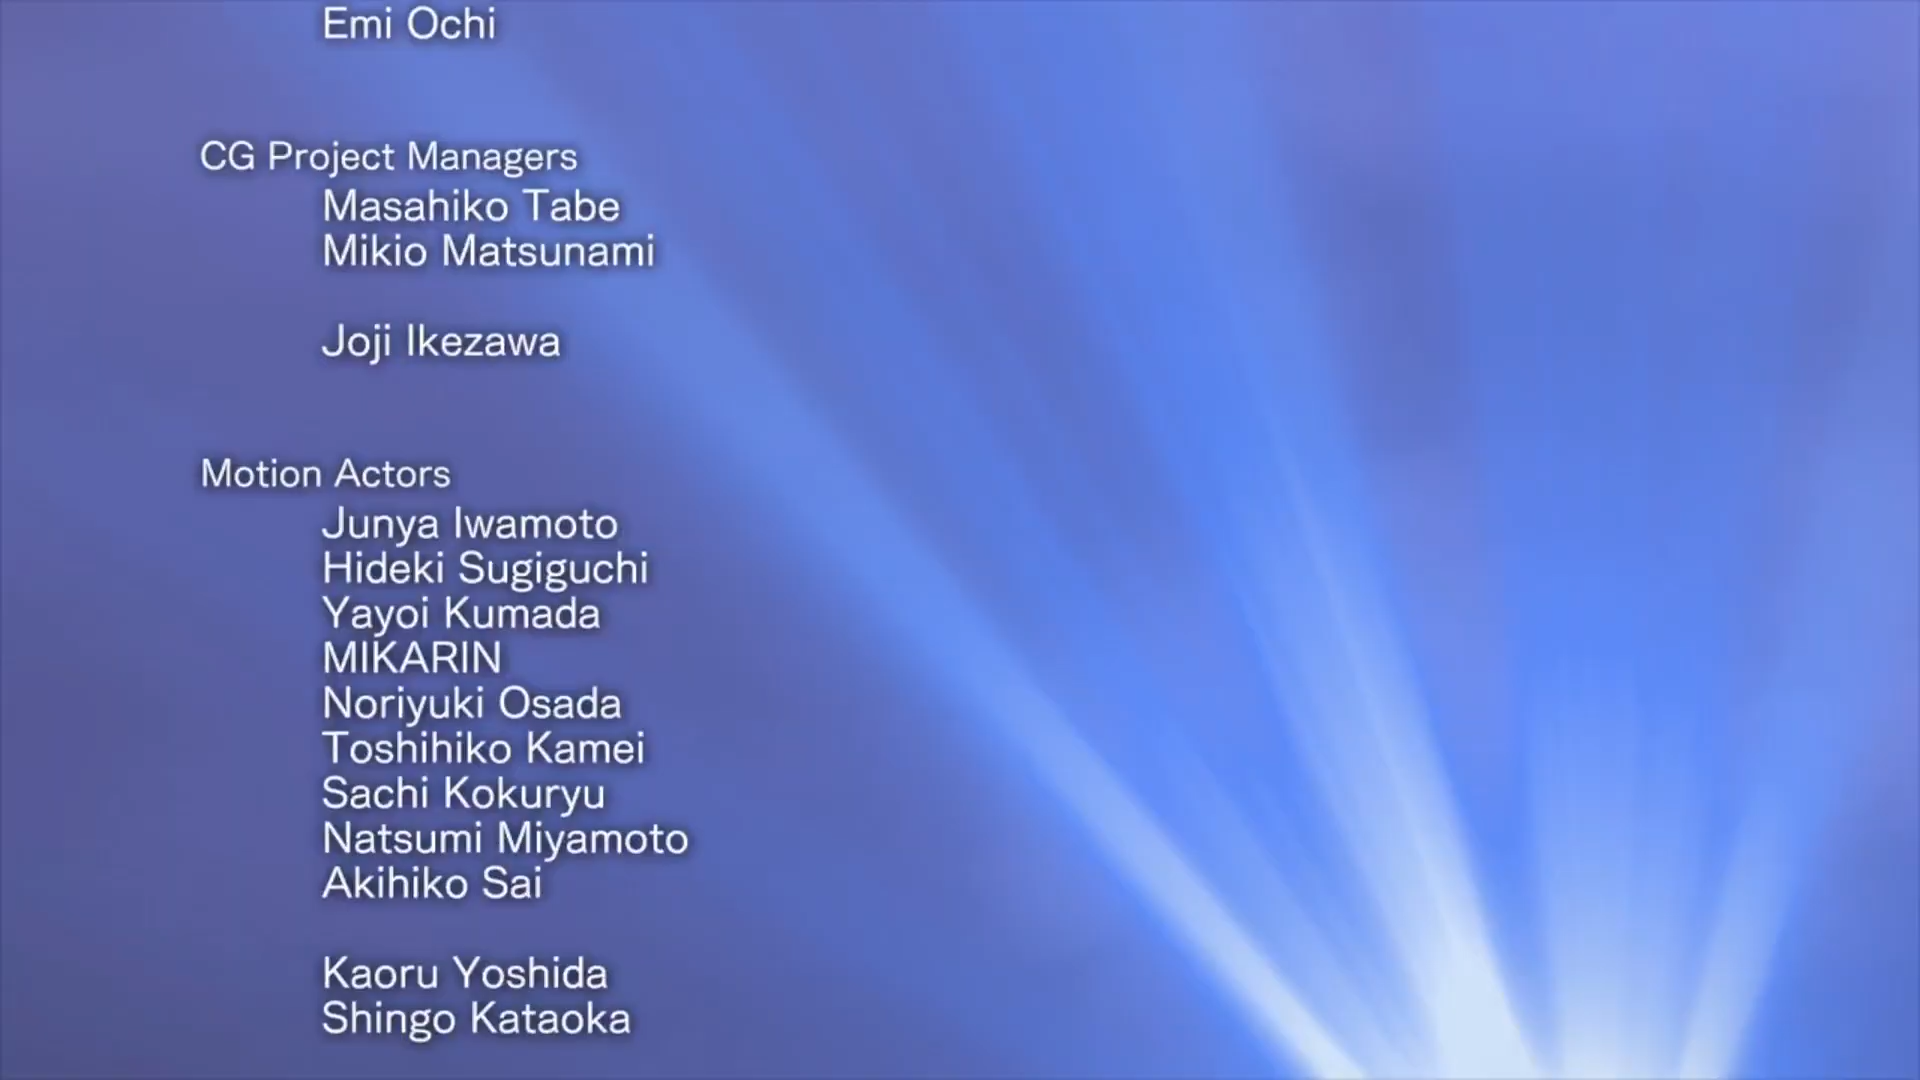 Emi Ochi
CG Project Managers
Masahiko Tabe
Mikio Matsunami
Joji Ikezawa
Motion Actors
Junya Iwamoto
Hideki Sugiguchi
Yayoi Kumada
MIKARIN
Noriyuki Osada
Toshihiko Kamei
Sachi Kokuryu
Natsumi Miyamoto
Akihiko Sai
Kaoru Yoshida
Shingo Kataoka